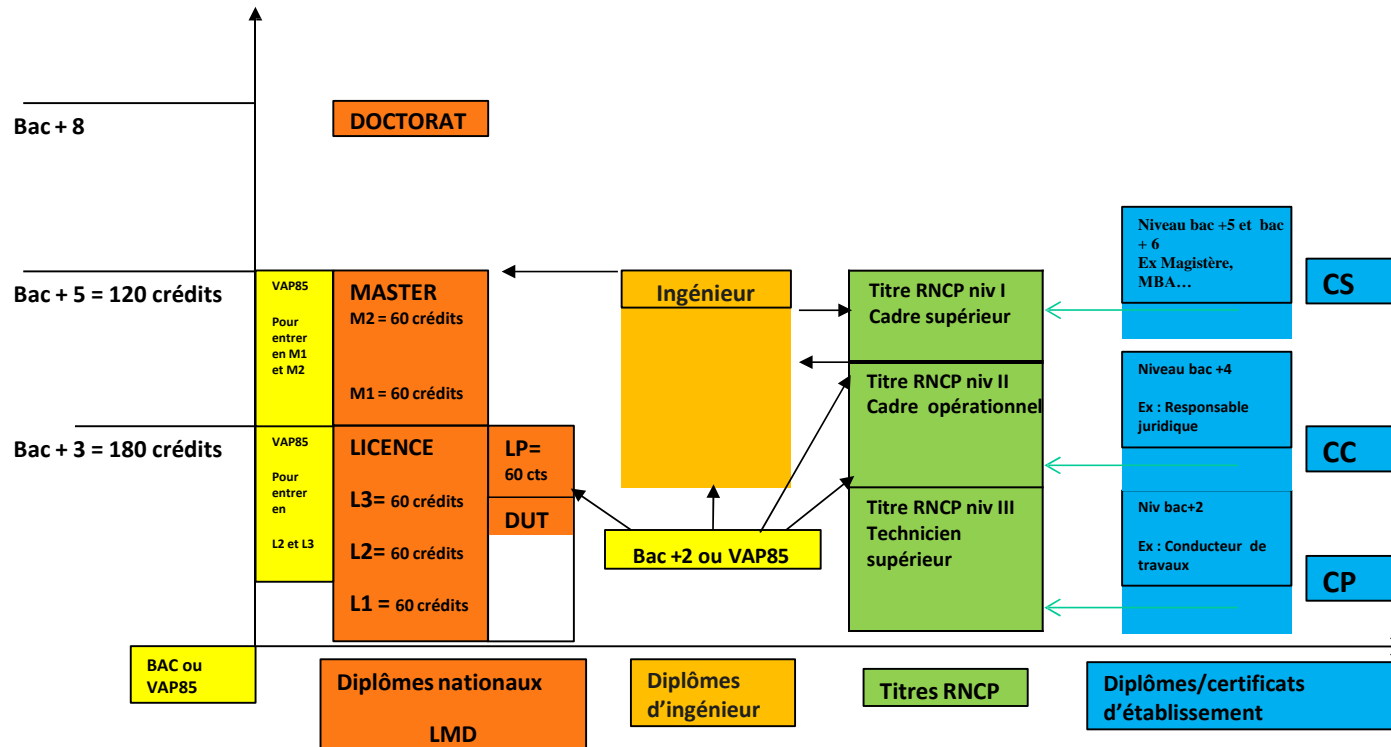 Bac + 8
DOCTORAT
Bac + 5 = 120 crédits
VAP85
Pour
entrer
en M1
et M2
MASTER
M2 = 60 crédits
M1 = 60 crédits
Bac + 3 = 180 crédits
VAP85
Pour
entrer
en
L2 et L3
LICENCE
L3= 60 crédits
L2= 60 crédits
L1 = 60 crédits
LP=
60 cts
DUT
Ingénieur
Bac +2 ou VAP85
Titre RNCP niv I
Cadre supérieur
Titre RNCP niv II
Cadre opérationnel
Titre RNCP niv III
Technicien
supérieur
Niveau bac +5 et bac
+ 6
Ex Magistère,
MBA…
CS
Niveau bac +4
Ex : Responsable
juridique
CC
Niv bac+2
Ex : Conducteur de
travaux
CP
BAC ou
VAP85
Diplômes nationaux
LMD
Diplômes
d’ingénieur
Titres RNCP
Diplômes/certificats
d’établissement